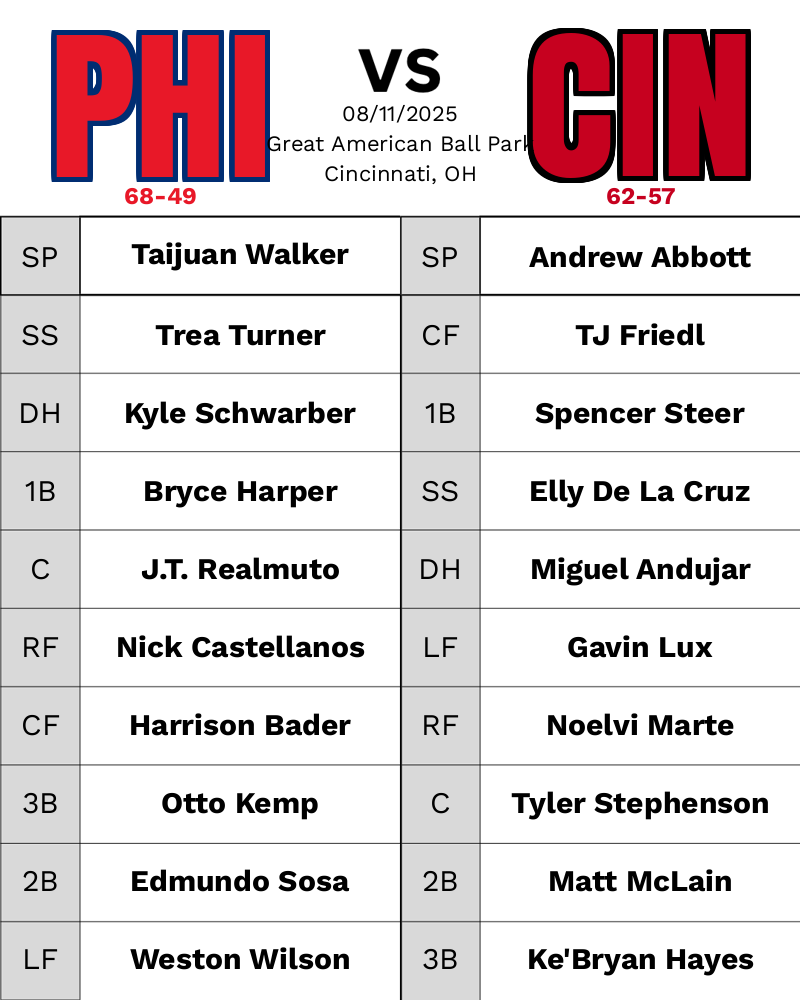 PHI
VS
CIN
08/11/2025
Great American Ball Park
Cincinnati, OH
68-49
62-57
SP Taijuan Walker SP Andrew Abbott
SS Trea Turner CF TJ Friedl
DH Kyle Schwarber 1B Spencer Steer
1B Bryce Harper SS Elly De La Cruz
C J.T. Realmuto DH Miguel Andujar
RF Nick Castellanos LF Gavin Lux
CF Harrison Bader RF Noelvi Marte
3B Otto Kemp C Tyler Stephenson
2B Edmundo Sosa 2B Matt McLain
LF Weston Wilson 3B Ke'Bryan Hayes